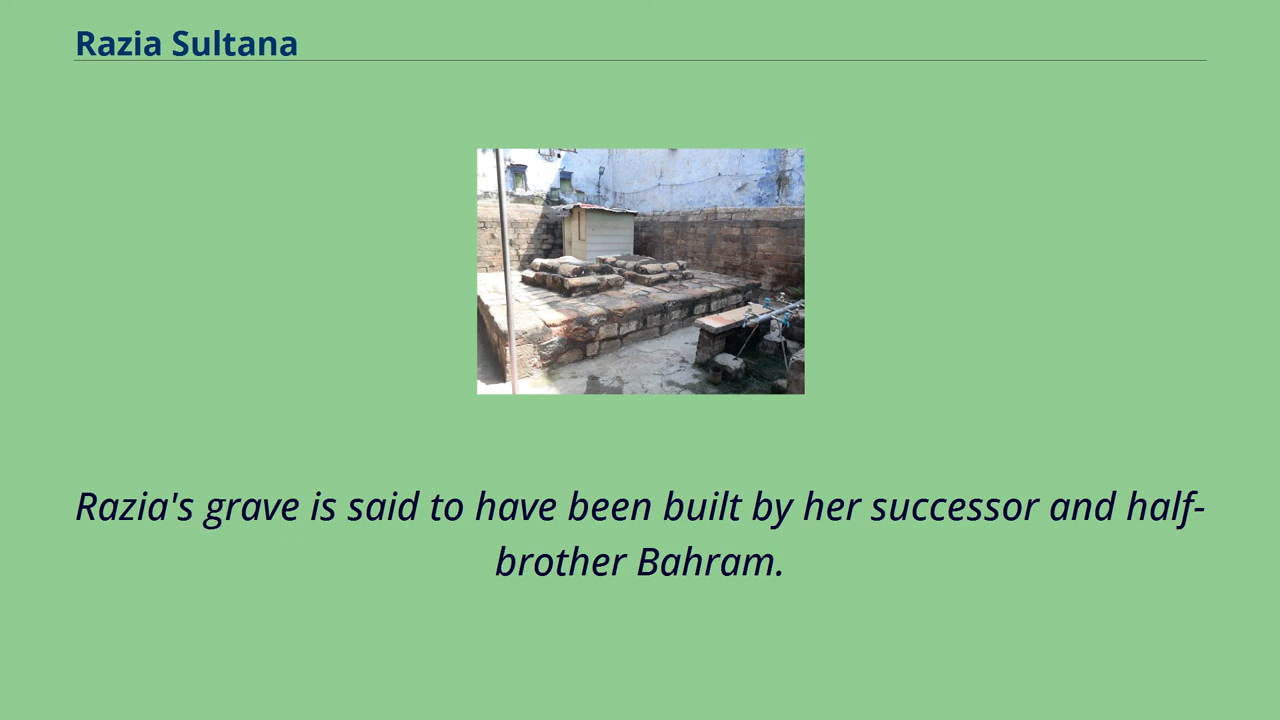 Razia Sultana
Razia's grave is said to have been built by her successor and half-
brother Bahram.